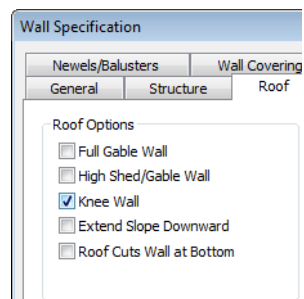 Wall Specification
Newels/Balusters Wall Covering
General Structure Roof
Roof Options
Full Gable Wall
High Shed/Gable Wall
Knee Wall
Extend Slope Downward
Roof Cuts Wall at Bottom